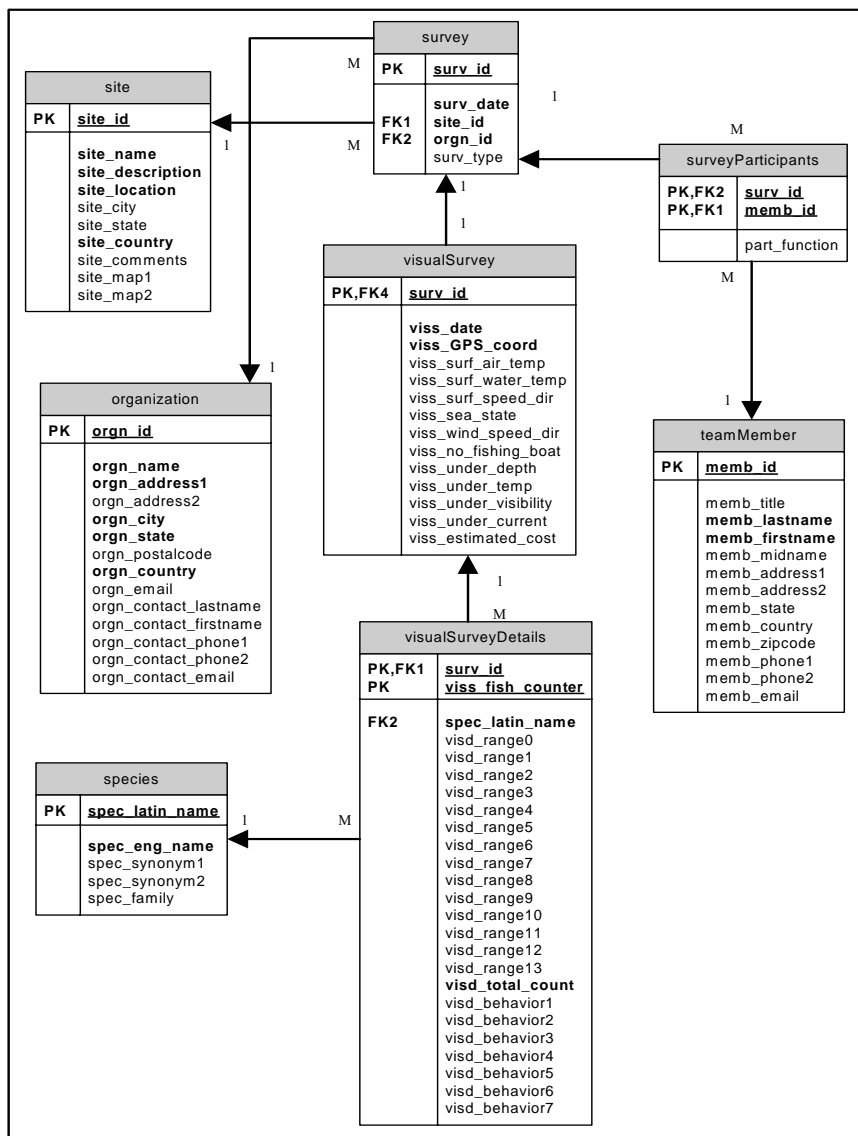 survey
PK surv_id
surv_date
FK1 site_id
FK2 orgn_id
surv_type
M
1
site
PK site_id
site_name
site_description
site_location
site_city
site_state
site_country
site_comments
site_map1
site_map2
1
M
M
surveyParticipants
PK,FK2 surv_id
PK,FK1 memb_id
part_function
1
1
M
visualSurvey
PK,FK4 surv_id
viss_date
viss_GPS_coord
viss_surf_air_temp
viss_surf_water_temp
viss_surf_speed_dir
viss_sea_state
viss_wind_speed_dir
viss_no_fishing_boat
viss_under_depth
viss_under_temp
viss_under_visibility
viss_under_current
viss_estimated_cost
1
organization
PK orgn_id
orgn_name
orgn_address1
orgn_address2
orgn_city
orgn_state
orgn_postalcode
orgn_country
orgn_email
orgn_contact_lastname
orgn_contact_firstname
orgn_contact_phone1
orgn_contact_phone2
orgn_contact_email
1
teamMember
PK memb_id
memb_title
memb_lastname
memb_firstname
memb_midname
memb_address1
memb_address2
memb_state
memb_country
memb_zipcode
memb_phone1
memb_phone2
memb_email
1
M
visualSurveyDetails
PK,FK1 surv_id
PK viss_fish_counter
FK2 spec_latin_name
visd_range0
visd_range1
visd_range2
visd_range3
visd_range4
visd_range5
visd_range6
visd_range7
visd_range8
visd_range9
visd_range10
visd_range11
visd_range12
visd_range13
visd_total_count
visd_behavior1
visd_behavior2
visd_behavior3
visd_behavior4
visd_behavior5
visd_behavior6
visd_behavior7
species
PK spec_latin_name
spec_eng_name
spec_synonym1
spec_synonym2
spec_family
1
M